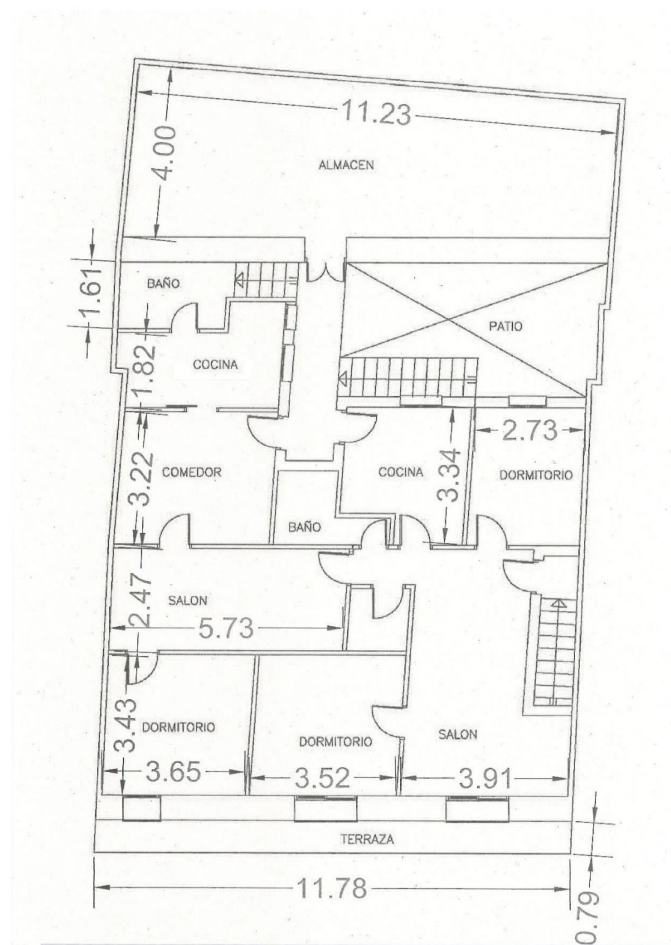 11.23
4.00
ALMACEN
1.61
BAÑO
PATIO
1.82
COCINA
2.73
3.22
COMEDOR
COCINA
3.34
DORMITORIO
BAÑO
2.47
SALON
5.73
3.43
DORMITORIO
DORMITORIO
SALON
3.65
3.52
3.91
TERRAZA
11.78
0.79